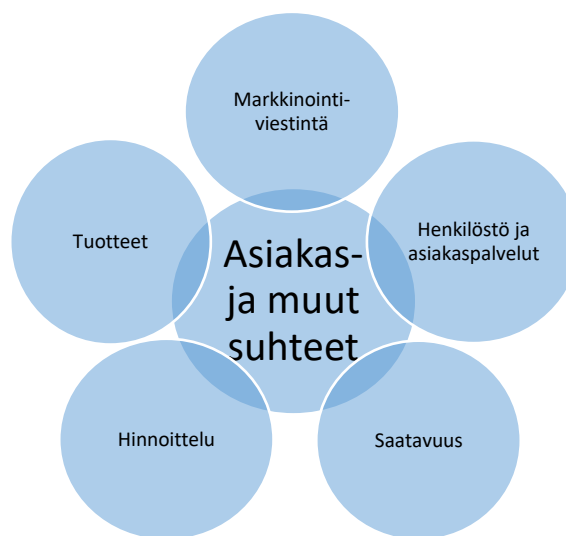 Markkinointi-
viestintä
Henkilöstö ja
asiakaspalvelut
Tuotteet
Asiakas-
ja muut
suhteet
Hinnoittelu
Saatavuus